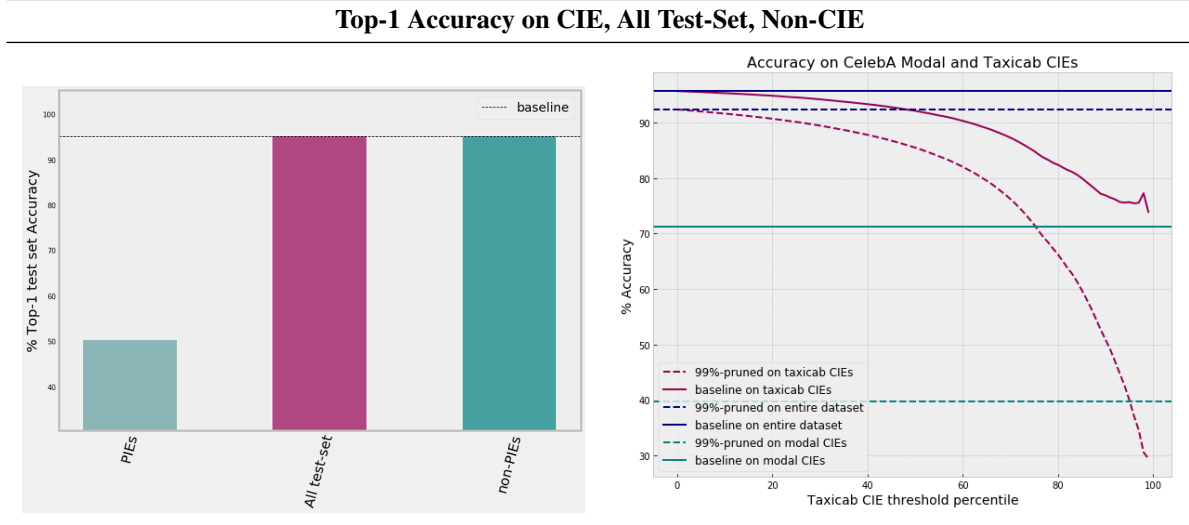 Top-1 Accuracy on CIE, All Test-Set, Non-CIE
baseline
100
90
80
70
60
50
40
% Top-1 test set Accuracy
PIEs
All test-set
non-PIEs
Accuracy on CelebA Modal and Taxicab CIEs
90
80
70
60
50
40
30
% Accuracy
99%-pruned on taxicab CIEs
baseline on taxicab CIEs
99%-pruned on entire dataset
baseline on entire dataset
99%-pruned on modal CIEs
baseline on modal CIEs
0 20 40 60 80 100
Taxicab CIE threshold percentile